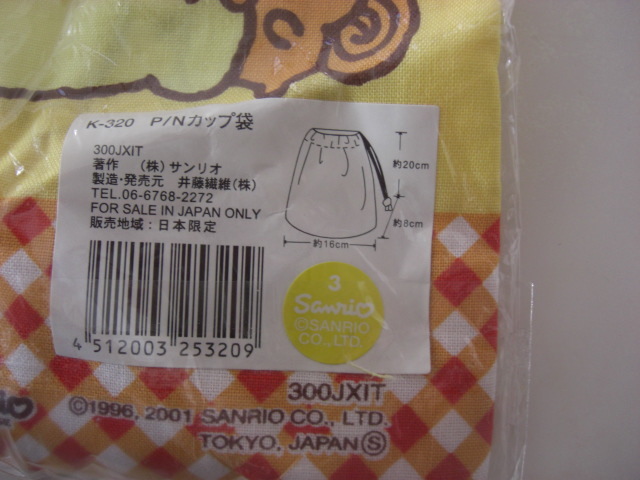 K-320 P/Nカップ袋
300JXIT
著作 (株) サンリオ
製造・発売元 井藤繊維(株)
TEL.06-6768-2272
FOR SALE IN JAPAN ONLY
販売地域:日本限定
約20cm
約8cm
約16cm
4 512003 253209
3
Sanrio
©SANRIO
CO., LTD.
300JXIT
©1996, 2001 SANRIO CO., LTD.
TOKYO, JAPAN Ⓢ